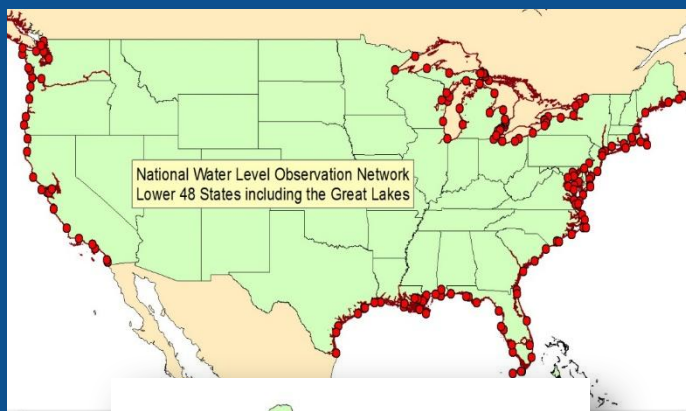 National Water Level Observation Network
Lower 48 States including the Great Lakes